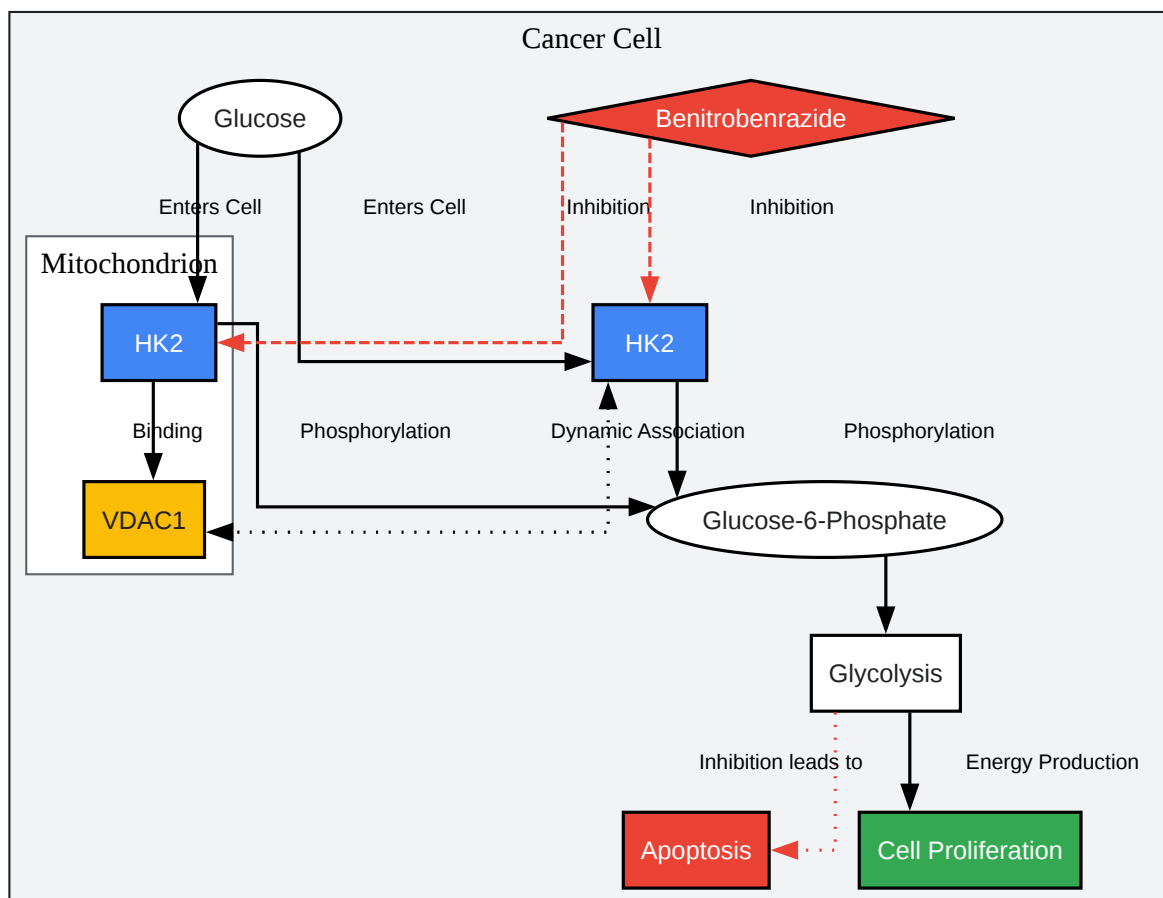 Cancer Cell
Glucose
Benitrobenrazide
Enters Cell
Enters Cell
Inhibition
Inhibition
Mitochondrion
HK2
HK2
Binding
Phosphorylation
Dynamic Association
Phosphorylation
VDAC1
Glucose-6-Phosphate
Glycolysis
Inhibition leads to
Energy Production
Apoptosis
Cell Proliferation